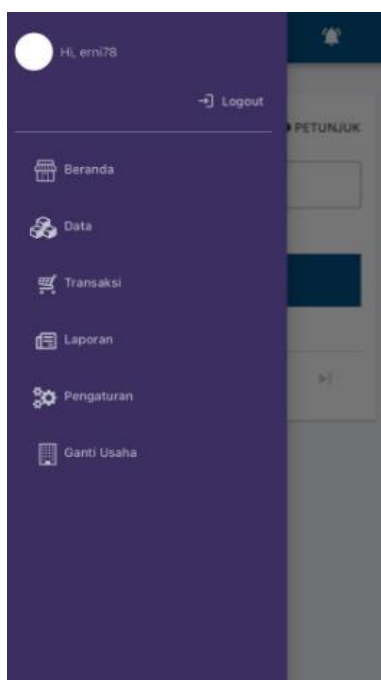 Hi, erni78
Logout
PETUNJUK
Beranda
Data
Transaksi
Laporan
Pengaturan
Ganti Usaha